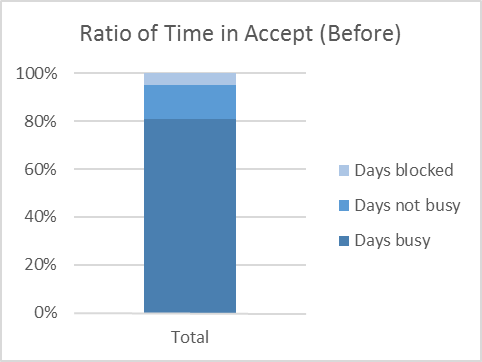 Ratio of Time in Accept (Before)
100%
80%
60%
40%
20%
0%
Total
Days blocked
Days not busy
Days busy